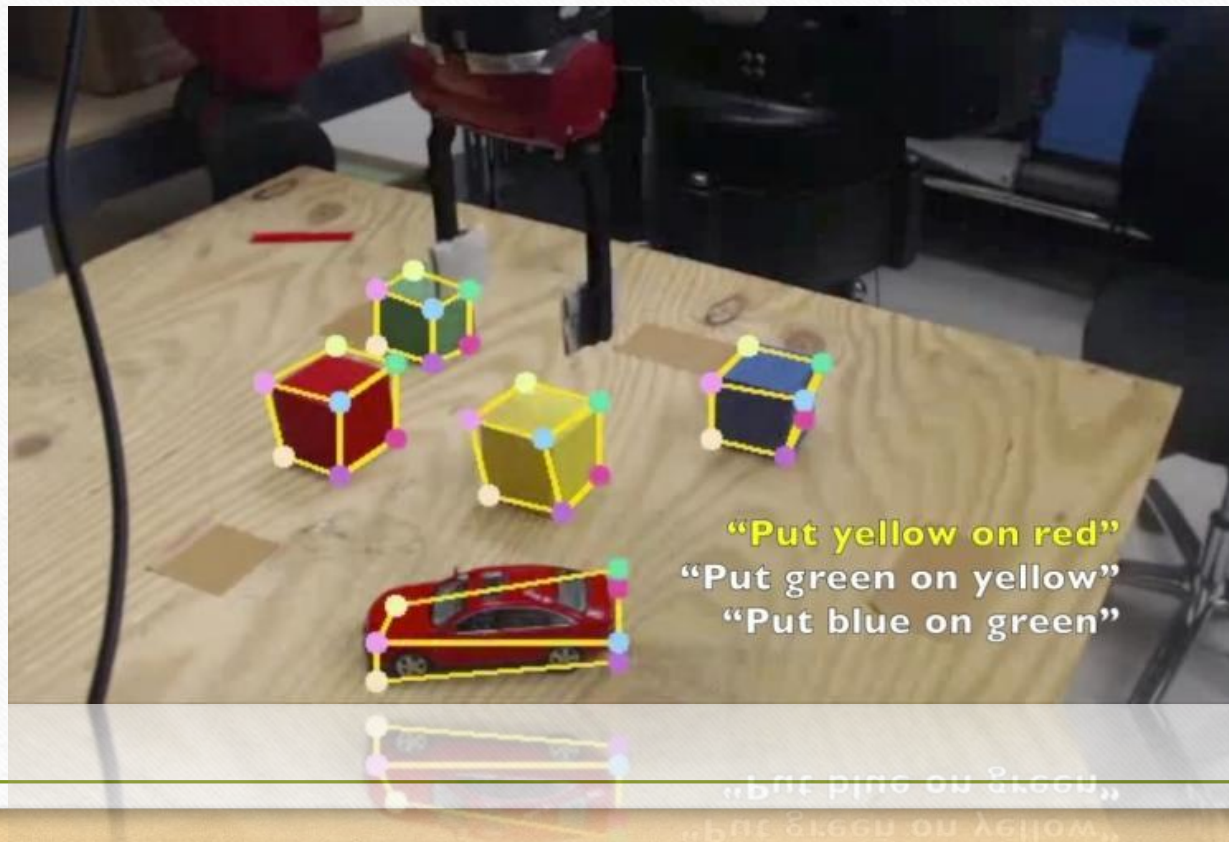 “Put yellow on red”
“Put green on yellow”
“Put blue on green”